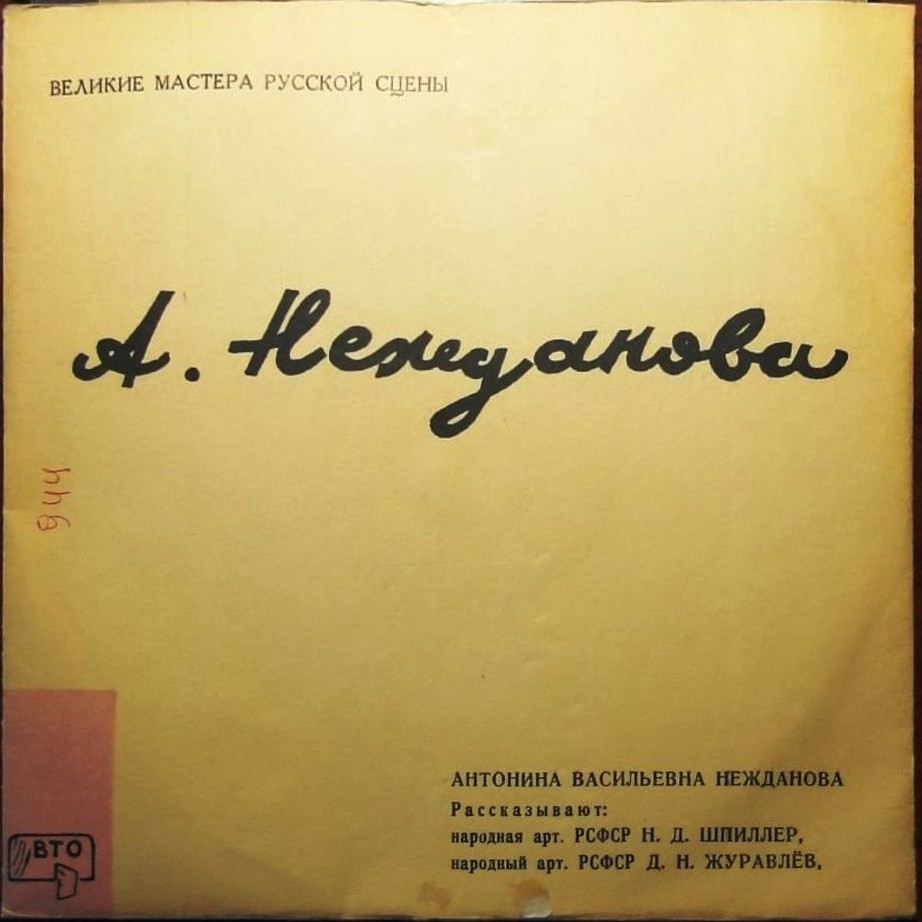 ВЕЛИКИЕ МАСТЕРА РУССКОЙ СЦЕНЫ
А. Нежданова
944
АНТОНИНА ВАСИЛЬЕВНА НЕЖДАНОВА
Рассказывают:
народная арт. РСФСР Н. Д. ШПИЛЛЕР,
народный арт. РСФСР Д. Н. ЖУРАВЛЁВ.
ВТО